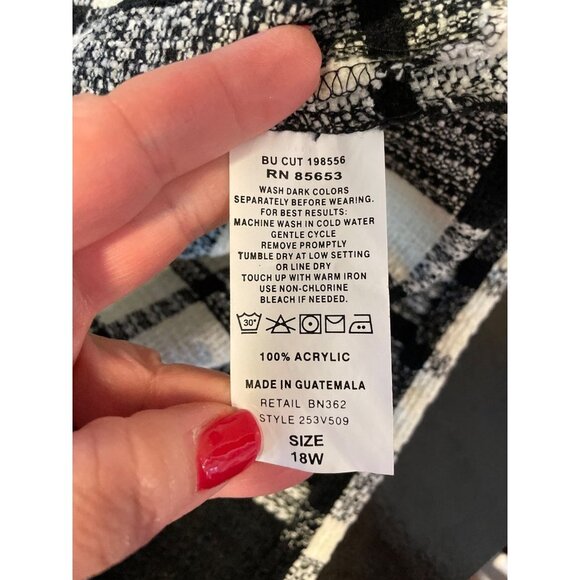 BU CUT 198556
RN 85653
WASH DARK COLORS
SEPARATELY BEFORE WEARING.
FOR BEST RESULTS:
MACHINE WASH IN COLD WATER
GENTLE CYCLE
REMOVE PROMPTLY
TUMBLE DRY AT LOW SETTING
OR LINE DRY
TOUCH UP WITH WARM IRON
USE NON-CHLORINE
BLEACH IF NEEDED.
30°
100% ACRYLIC
MADE IN GUATEMALA
RETAIL BN362
STYLE 253V509
SIZE
18W